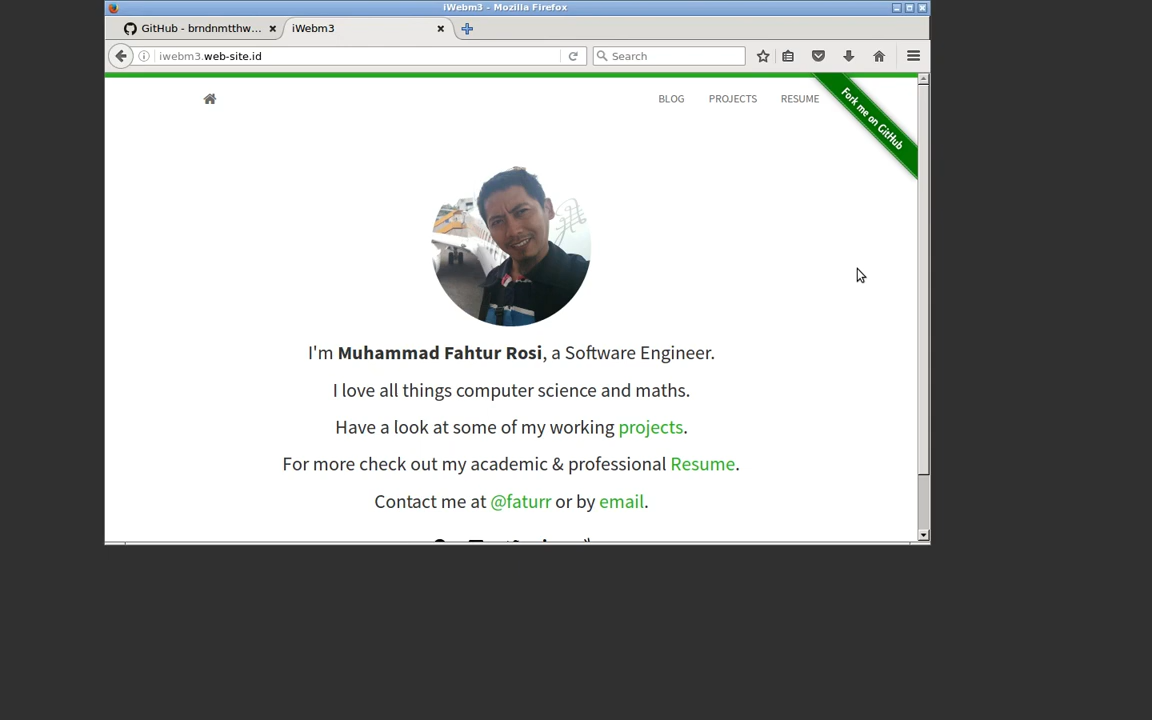 iWebm3 - Mozilla Firefox
GitHub - brndnmtthw...
iWebm3
iwebm3.web-site.id
Search
BLOG
PROJECTS
RESUME
Fork me on GitHub
I'm Muhammad Fahtur Rosi, a Software Engineer.
I love all things computer science and maths.
Have a look at some of my working projects.
For more check out my academic & professional Resume.
Contact me at @faturr or by email.